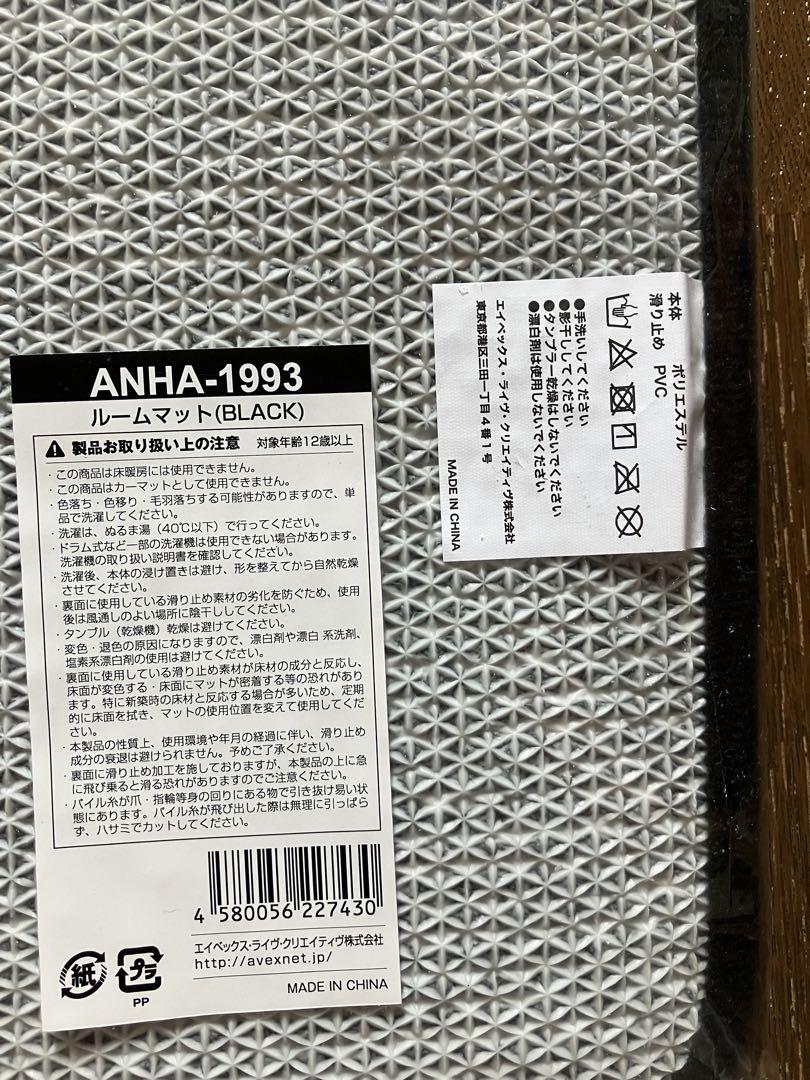 ANHA-1993
ルームマット(BLACK)
製品お取り扱い上の注意 対象年齢12歳以上
・この商品は床暖房には使用できません。
・この商品はカーマットとして使用できません。
・色落ち・色移り・毛羽落ちする可能性がありますので、単
品で洗濯してください。
・洗濯は、ぬるま湯(40℃以下)で行ってください。
・ドラム式など一部の洗濯機は使用できない場合があります。
洗濯機の取り扱い説明書を確認してください。
・洗濯後、本体の浸け置きは避け、形を整えてから自然乾燥
させてください。
・裏面に使用している滑り止め素材の劣化を防ぐため、使用
後は風通しのよい場所に陰干ししてください。
・タンブル(乾燥機)乾燥は避けてください。
・変色・退色の原因になりますので、漂白剤や漂白 系洗剤、
塩素系漂白剤の使用は避けてください。
・裏面に使用している滑り止め素材が床材の成分と反応し、
床面が変色する・床面にマットが密着する等の恐れがあり
ます。特に新築時の床材と反応する場合が多いため、定期
的に床面を拭き、マットの使用位置を変えて使用してくだ
さい。
・本製品の性質上、使用環境や年月の経過に伴い、滑り止め
成分の衰退は避けられません。予めご了承ください。
・裏面に滑り止め加工を施しておりますが、本製品の上に急
に飛び乗ると滑る恐れがありますのでご注意ください。
・パイル糸が爪・指輪等身の回りにある物で引き抜け易い状
態にあります。パイル糸が飛び出した際は無理に引っぱら
ず、ハサミでカットしてください。
4 580056 227430
エイベックス・ライヴ・クリエイティヴ株式会社
http://avexnet.jp/
MADE IN CHINA
紙
プラ
PP
本体 ポリエステル
滑り止め PVC
●手洗いしてください
●影干ししてください
●タンブラー乾燥はしないでください
●漂白剤は使用しないでください
エイベックス・ライヴ・クリエイティヴ株式会社
東京都港区三田一丁目4番1号
MADE IN CHINA